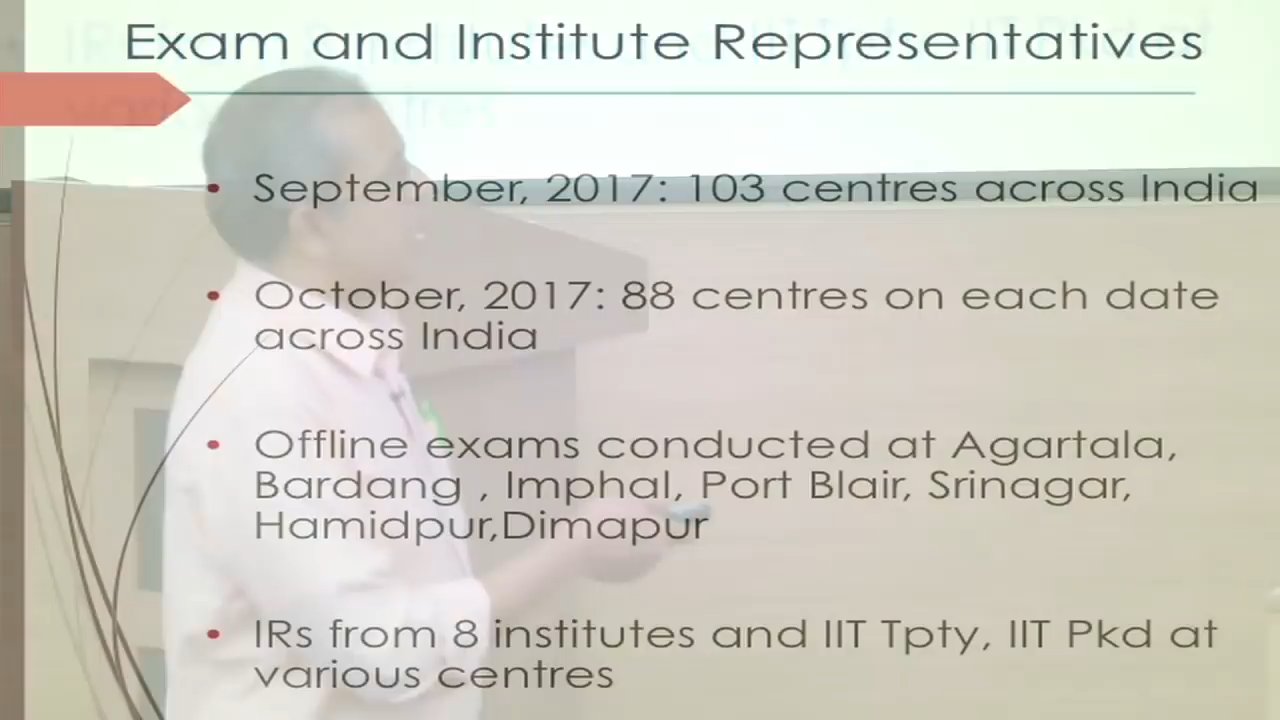 Exam and Institute Representatives
• September, 2017: 103 centres across India
• October, 2017: 88 centres on each date
across India
• Offline exams conducted at Agartala,
Bardang , Imphal, Port Blair, Srinagar,
Hamidpur,Dimapur
• IRs from 8 institutes and IIT Tpty, IIT Pkd at
various centres